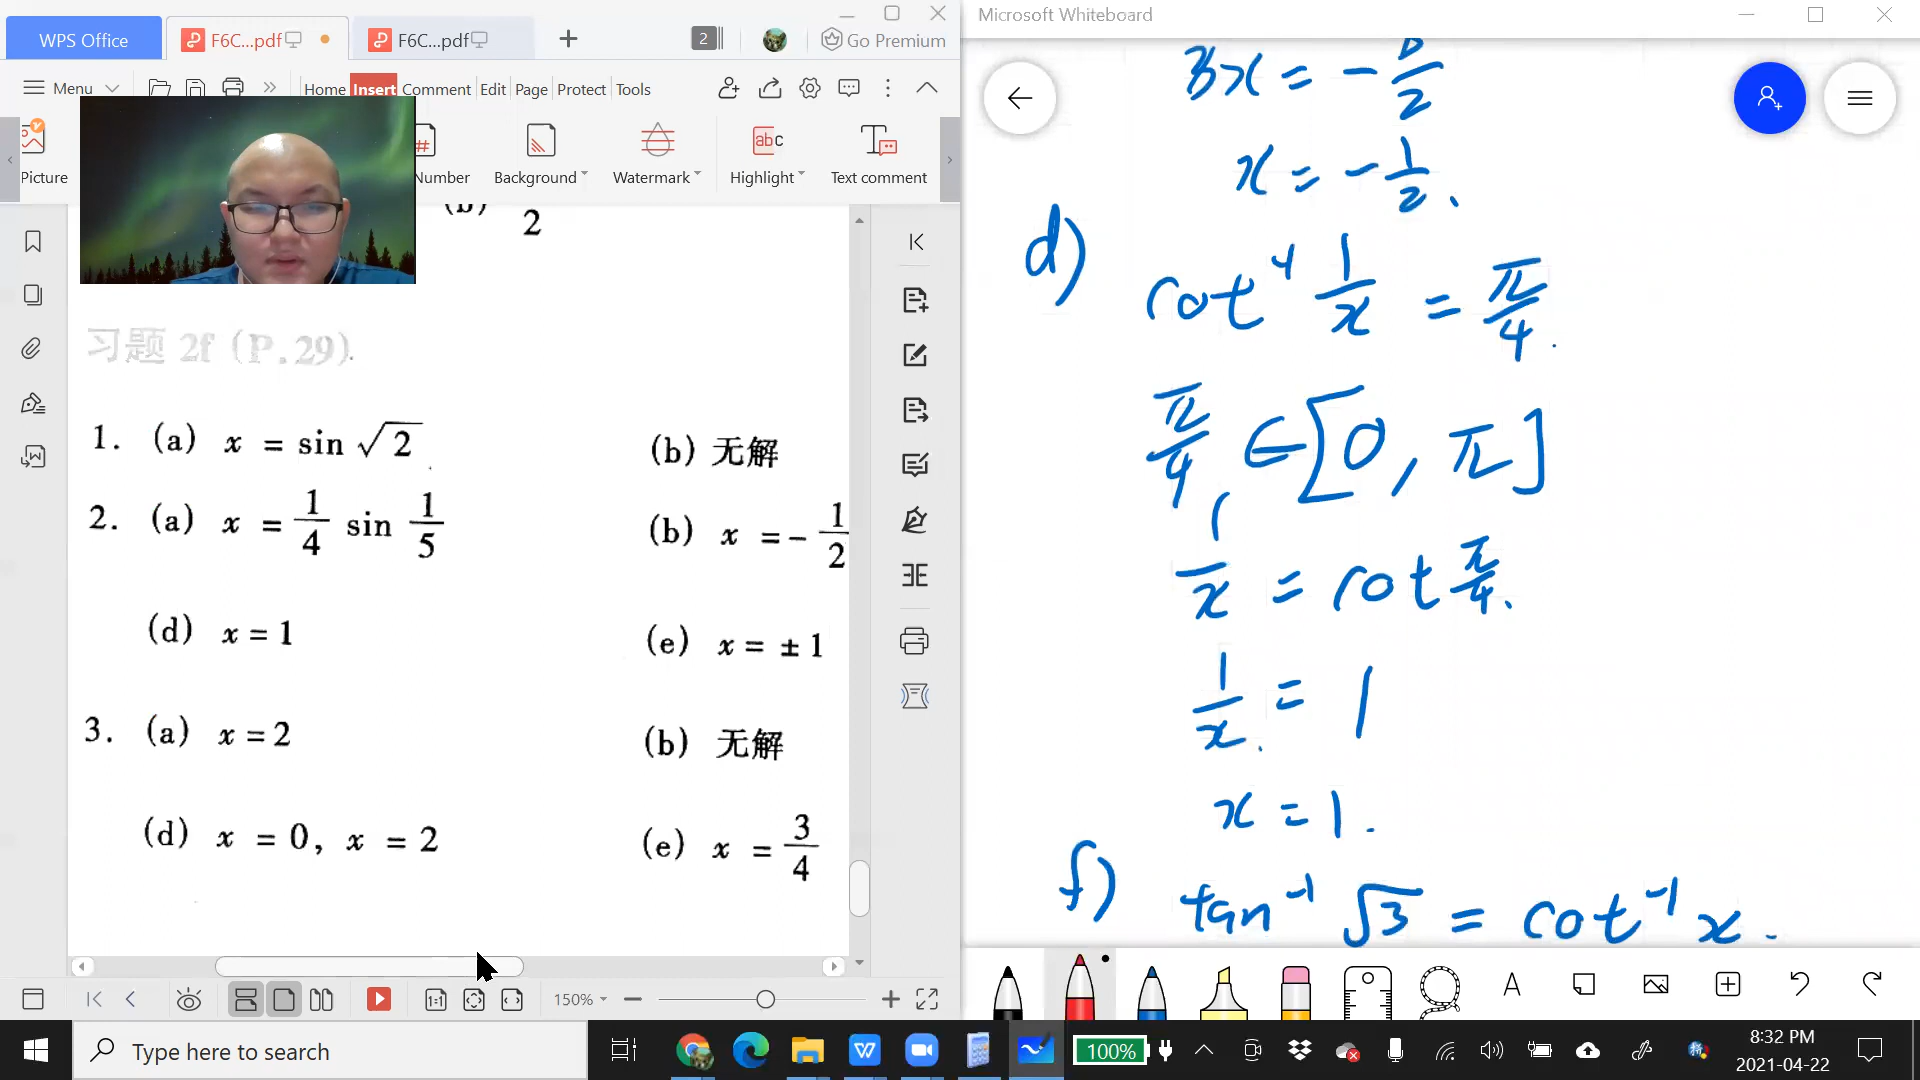 WPS Office
F6C...pdf
F6C...pdf
2
Go Premium
Menu
Home Insert Comment Edit Page Protect Tools
Picture
Number
Background
Watermark
Highlight
Text comment
(b) 2
习题 2f (P.29).
1. (a) x = sin √2
(b) 无解
2. (a) x = 1/4 sin 1/5
(b) x = - 1/2
(d) x = 1
(e) x = ± 1
3. (a) x = 2
(b) 无解
(d) x = 0, x = 2
(e) x = 3/4
150%
Microsoft Whiteboard
x = - 1/2.
d)
cot⁻¹ 1/x = π/4.
π/4 ∈ [0, π]
1/x = cot π/4.
1/x = 1
x = 1.
f) tan⁻¹ √3 = cot⁻¹ x.
Type here to search
100%
8:32 PM
2021-04-22